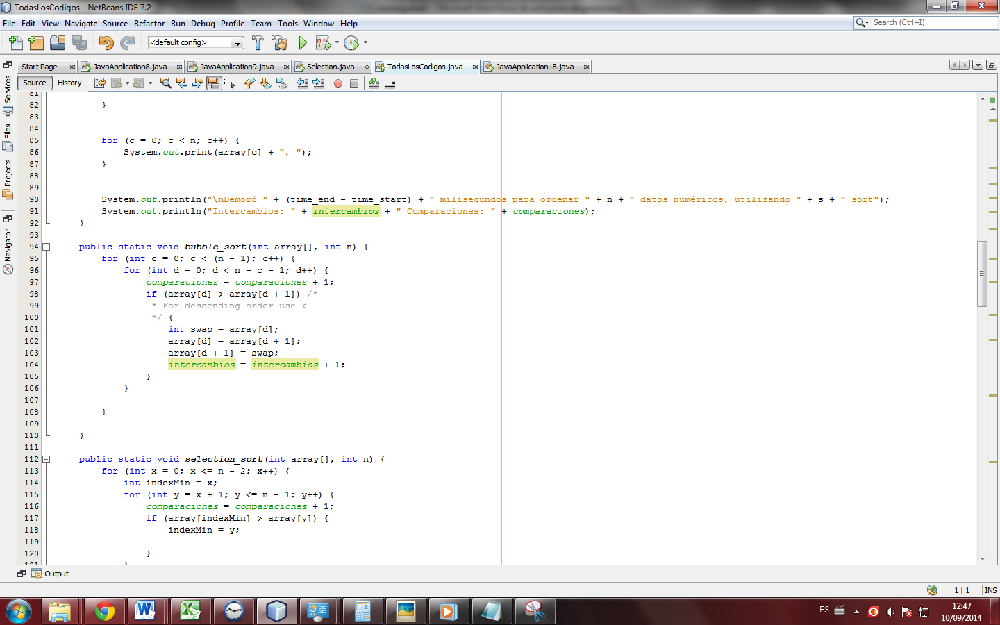 TodasLosCodigos - NetBeans IDE 7.2
File Edit View Navigate Source Refactor Run Debug Profile Team Tools Window Help
Search (Ctrl+I)
<default config>
Start Page JavaApplication8.java JavaApplication9.java Selection.java TodasLosCodigos.java JavaApplication18.java
Source History
Services
Files
Projects
Navigator
81
82 }
83
84
85 for (c = 0; c < n; c++) {
86 System.out.print(array[c] + ", ");
87 }
88
89
90 System.out.println("\nDemoró " + (time_end - time_start) + " milisegundos para ordenar " + n + " datos numéricos, utilizando " + s + " sort");
91 System.out.println("Intercambios: " + intercambios + " Comparaciones: " + comparaciones);
92 }
93
94 public static void bubble_sort(int array[], int n) {
95 for (int c = 0; c < (n - 1); c++) {
96 for (int d = 0; d < n - c - 1; d++) {
97 comparaciones = comparaciones + 1;
98 if (array[d] > array[d + 1]) /*
99 * For descending order use <
100 */ {
101 int swap = array[d];
102 array[d] = array[d + 1];
103 array[d + 1] = swap;
104 intercambios = intercambios + 1;
105 }
106 }
107
108 }
109
110 }
111
112 public static void selection_sort(int array[], int n) {
113 for (int x = 0; x <= n - 2; x++) {
114 int indexMin = x;
115 for (int y = x + 1; y <= n - 1; y++) {
116 comparaciones = comparaciones + 1;
117 if (array[indexMin] > array[y]) {
118 indexMin = y;
119
120 }
121 }
Output
1 | 1 INS
ES
12:47
10/09/2014